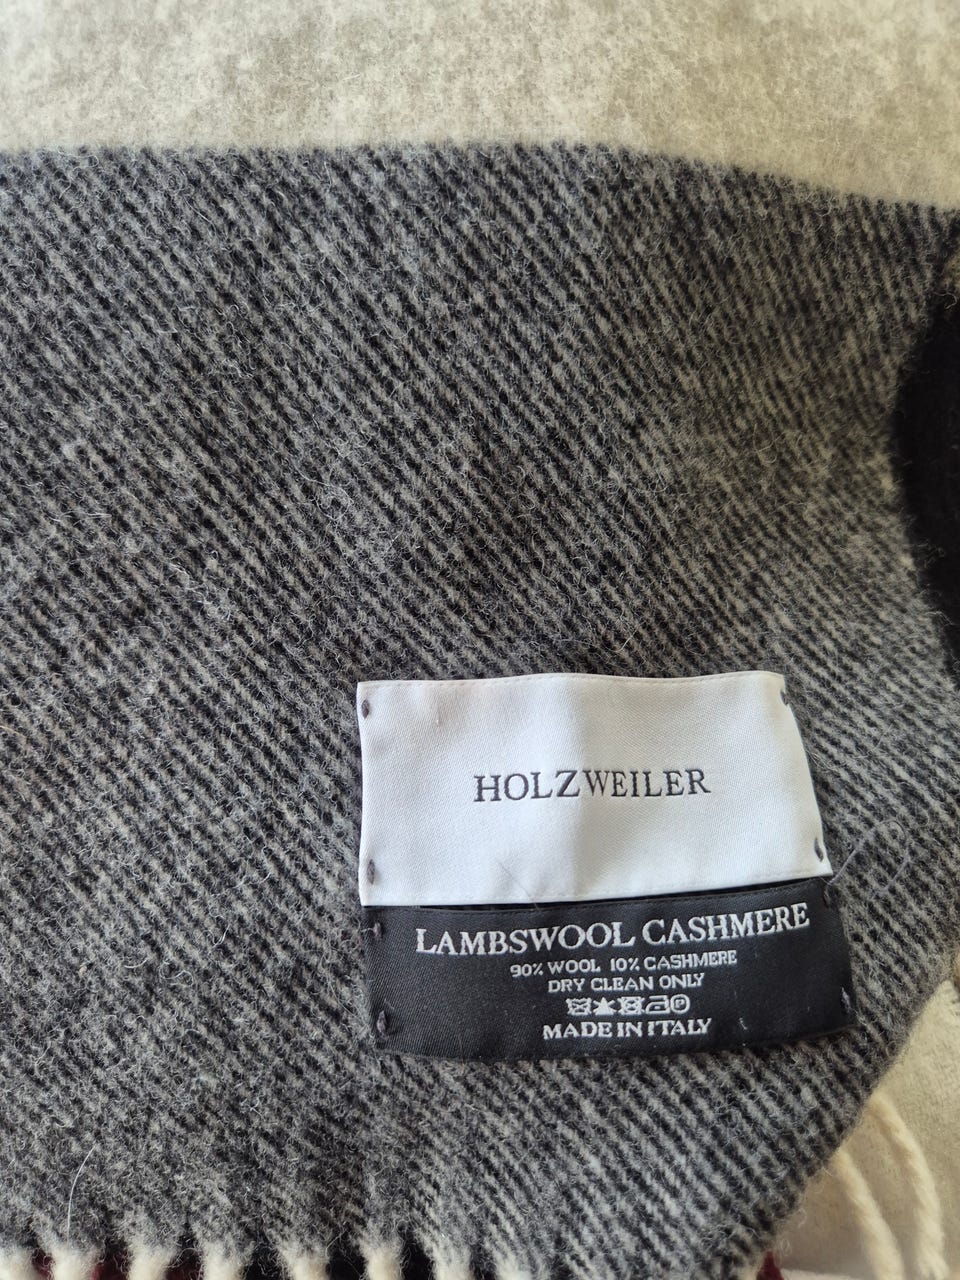 HOLZWEILER
LAMBSWOOL CASHMERE
90% WOOL 10% CASHMERE
DRY CLEAN ONLY
MADE IN ITALY